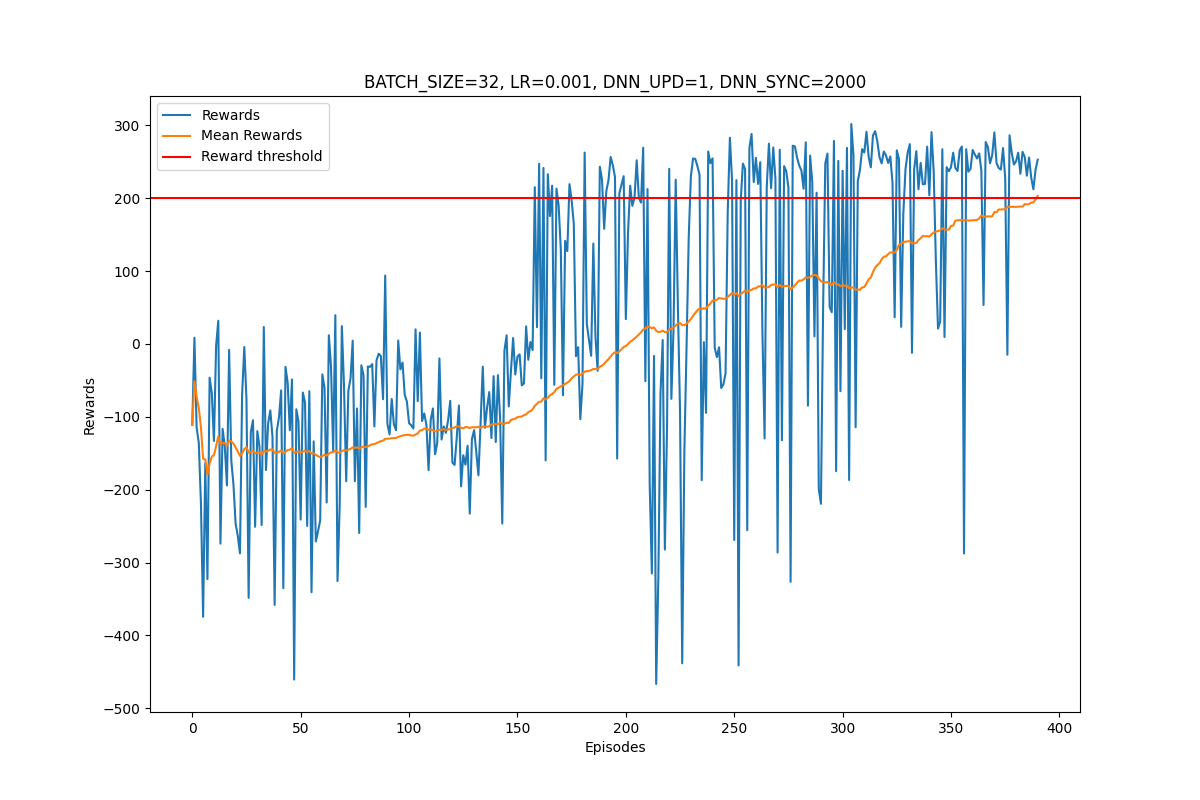 BATCH_SIZE=32, LR=0.001, DNN_UPD=1, DNN_SYNC=2000
Rewards
Mean Rewards
Reward threshold
300
200
100
0
−100
−200
−300
−400
−500
Rewards
0 50 100 150 200 250 300 350 400
Episodes